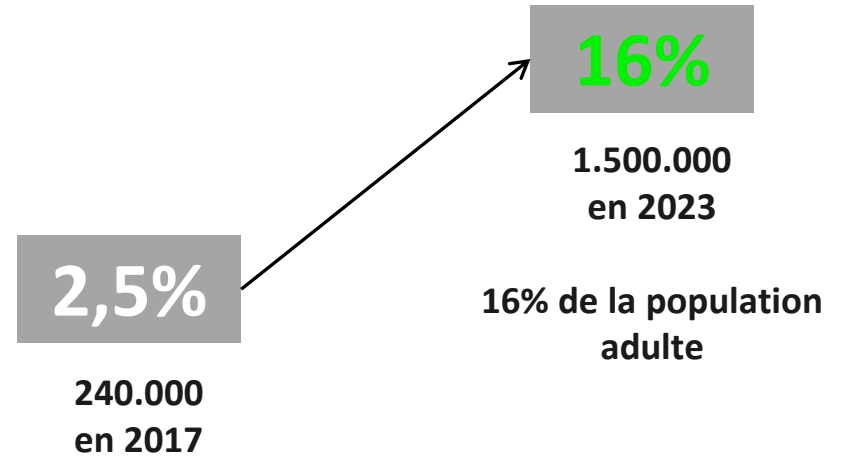 16%
1.500.000
en 2023
2,5%
16% de la population
adulte
240.000
en 2017